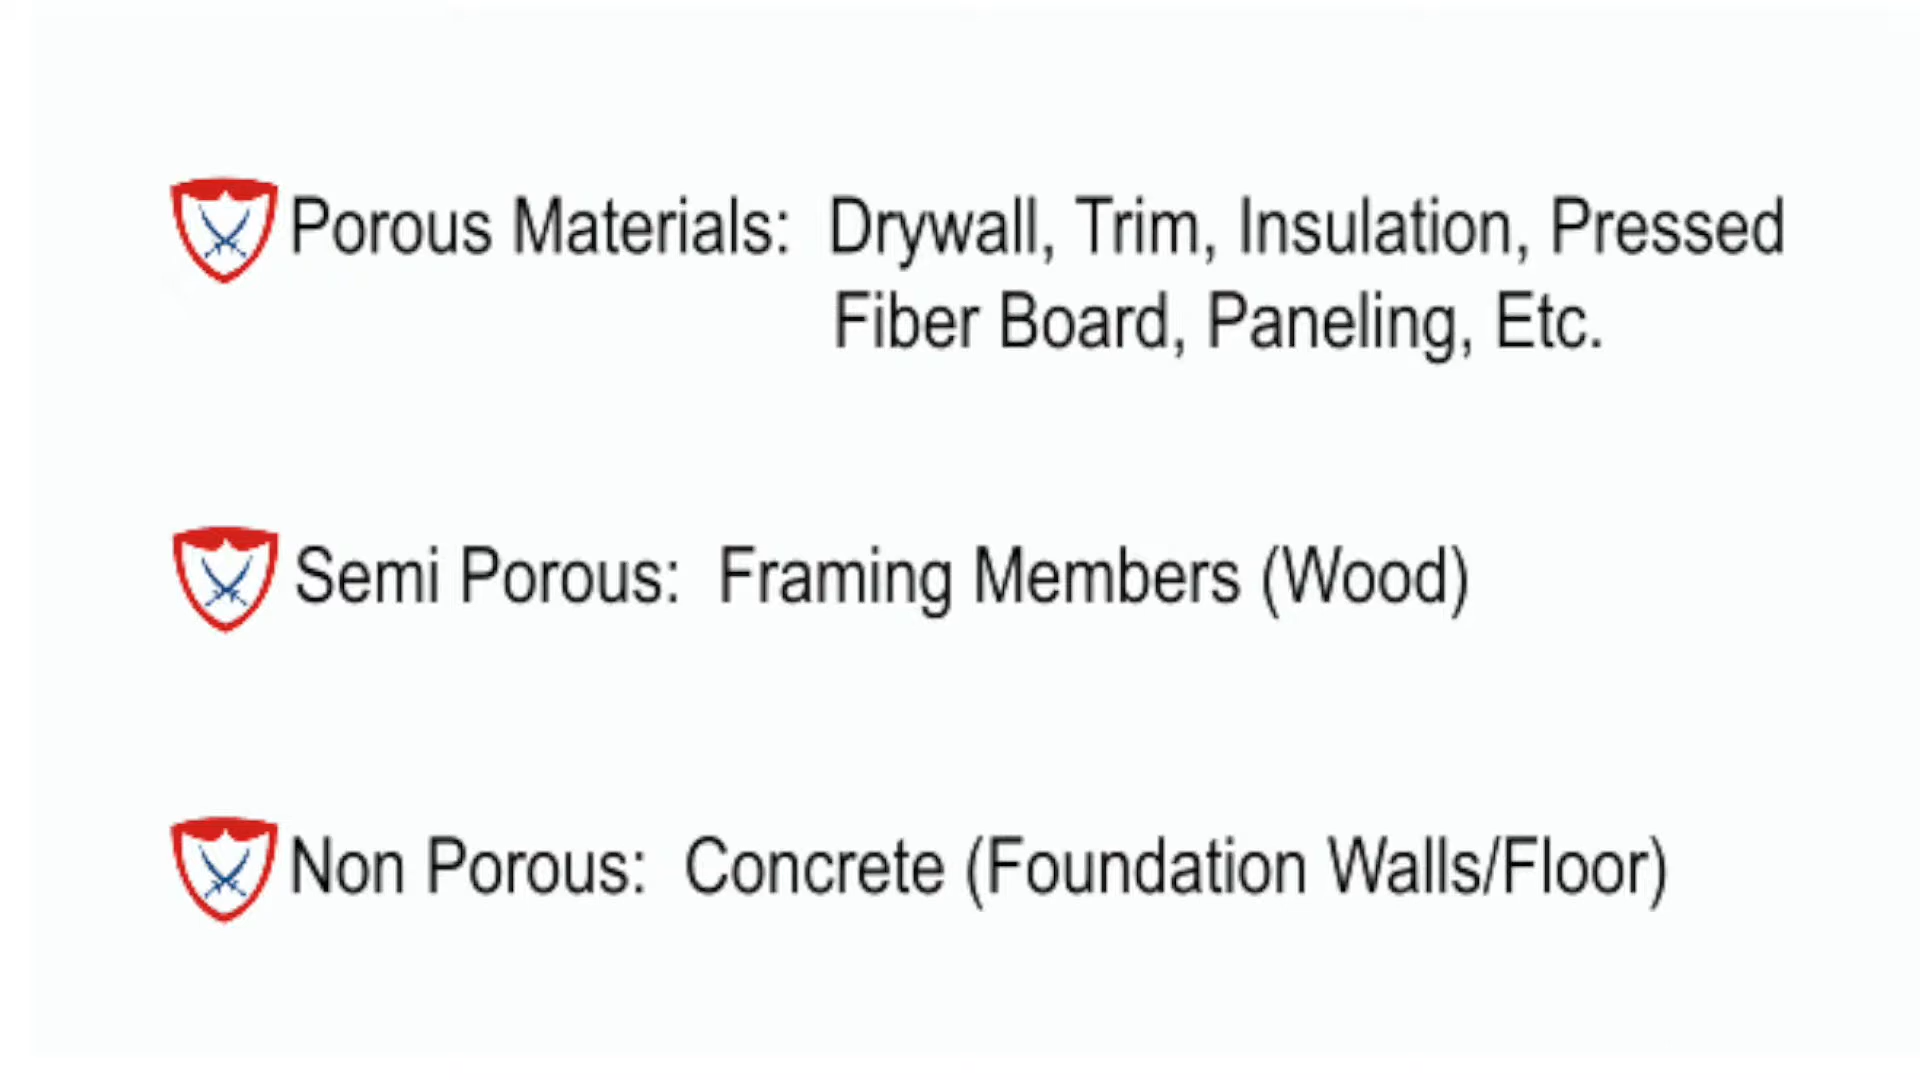 Porous Materials: Drywall, Trim, Insulation, Pressed
Fiber Board, Paneling, Etc.
Semi Porous: Framing Members (Wood)
Non Porous: Concrete (Foundation Walls/Floor)